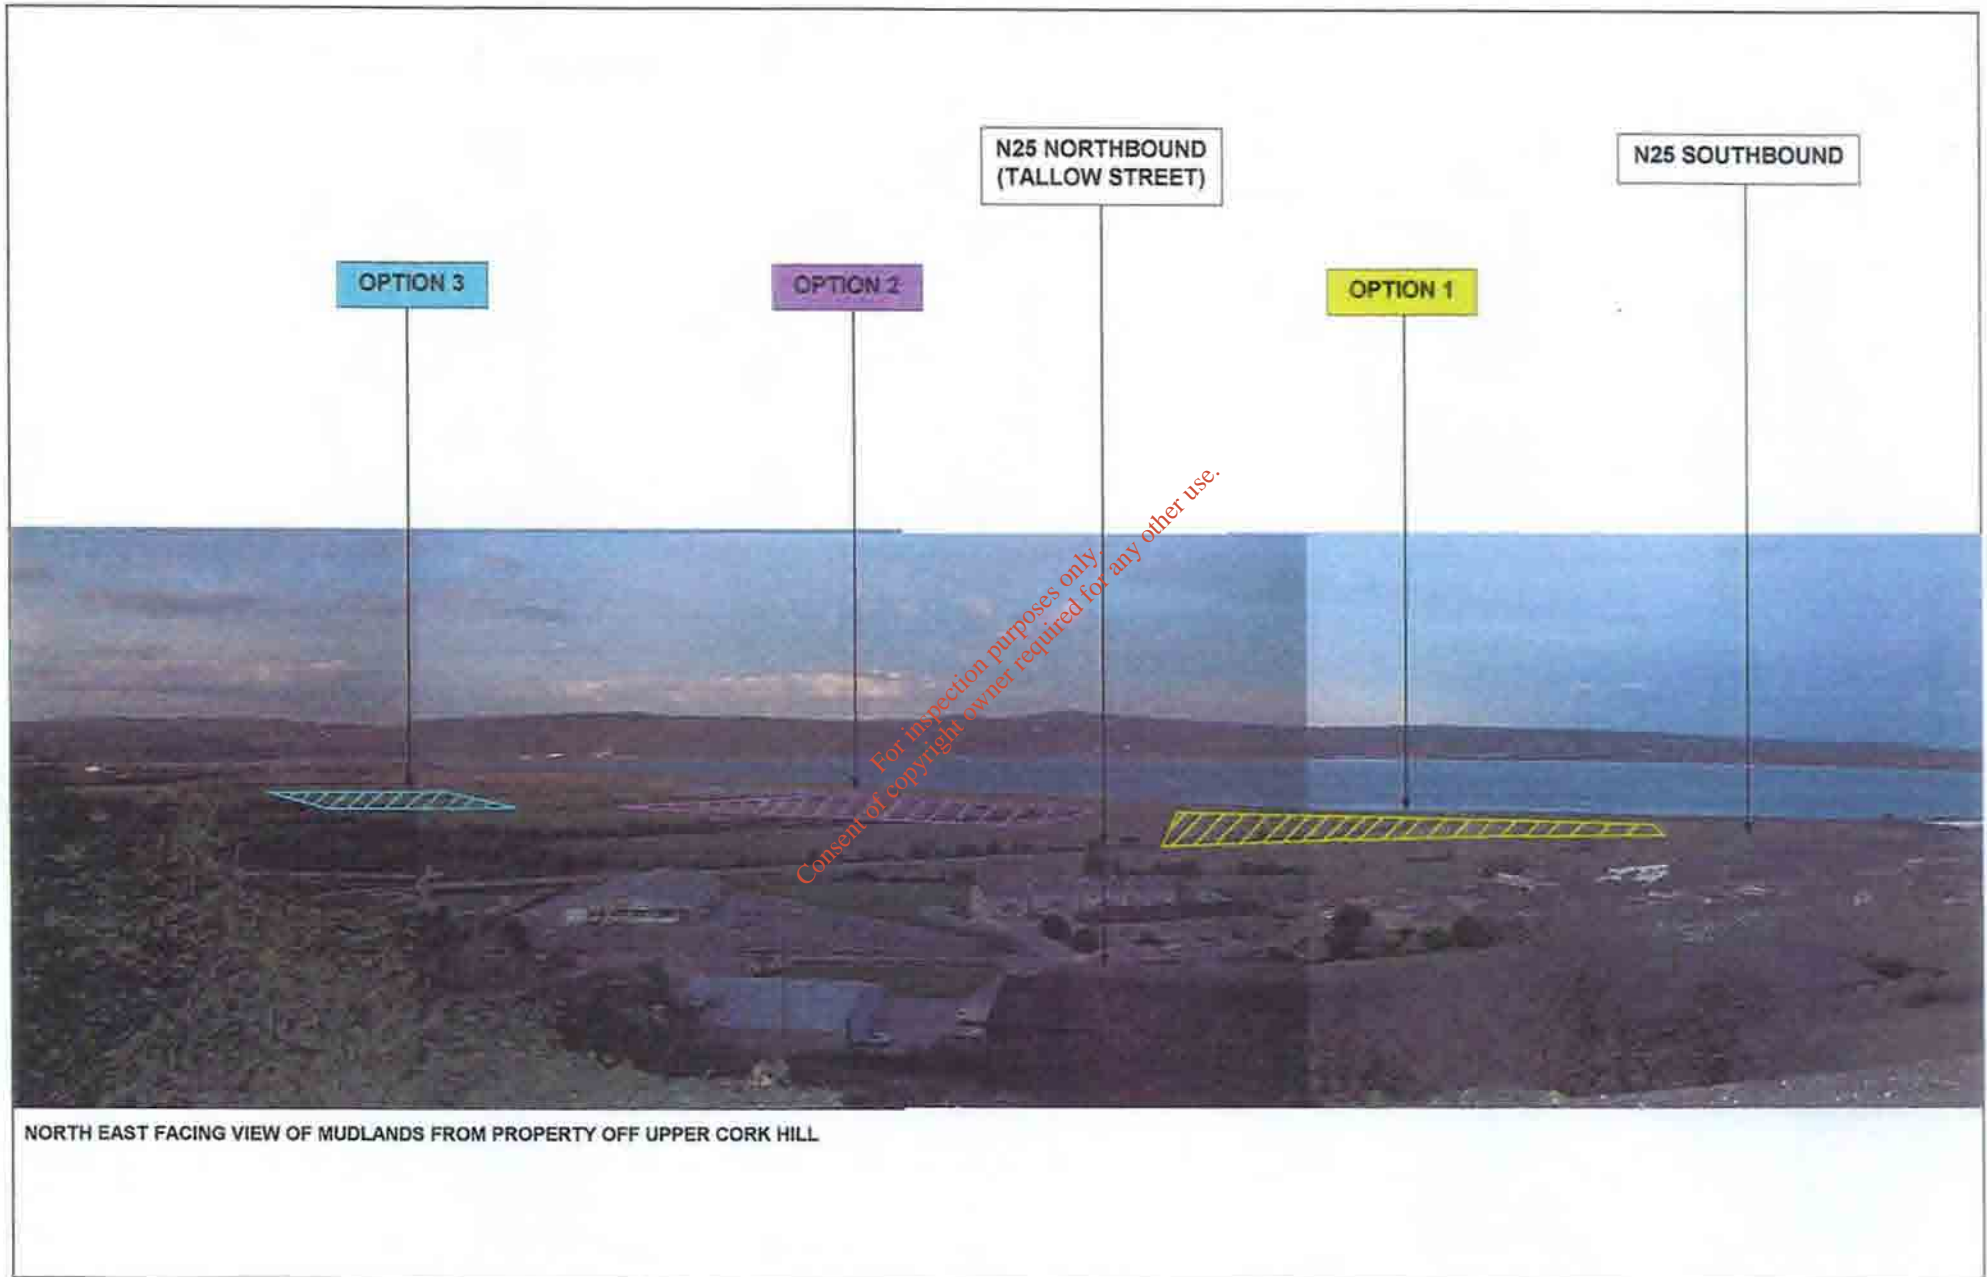 N25 NORTHBOUND
(TALLOW STREET)
N25 SOUTHBOUND
OPTION 3
OPTION 2
OPTION 1
For inspection purposes only.
Consent of copyright owner required for any other use.
NORTH EAST FACING VIEW OF MUDLANDS FROM PROPERTY OFF UPPER CORK HILL